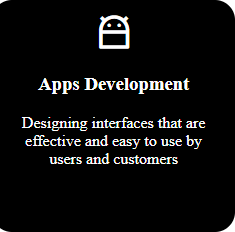 Apps Development
Designing interfaces that are
effective and easy to use by
users and customers